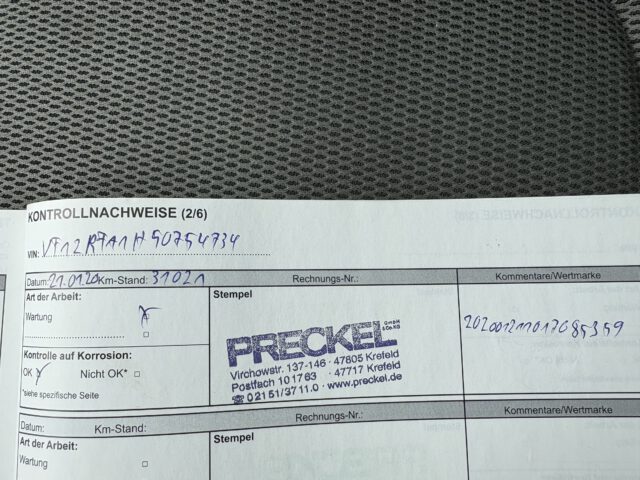 KONTROLLNACHWEISE (2/6)
VIN: VF12RFA1H50754734
Datum: 21.01.20 Km-Stand: 31021 Rechnungs-Nr.: Kommentare/Wertmarke
Art der Arbeit: Stempel
Wartung
Kontrolle auf Korrosion:
OK Nicht OK*
*siehe spezifische Seite
PRECKEL GmbH & Co. KG
Virchowstr. 137-146 · 47805 Krefeld
Postfach 101763 · 47717 Krefeld
☎ 02151/3711.0 · www.preckel.de
Datum: Km-Stand: Rechnungs-Nr.: Kommentare/Wertmarke
Art der Arbeit: Stempel
Wartung